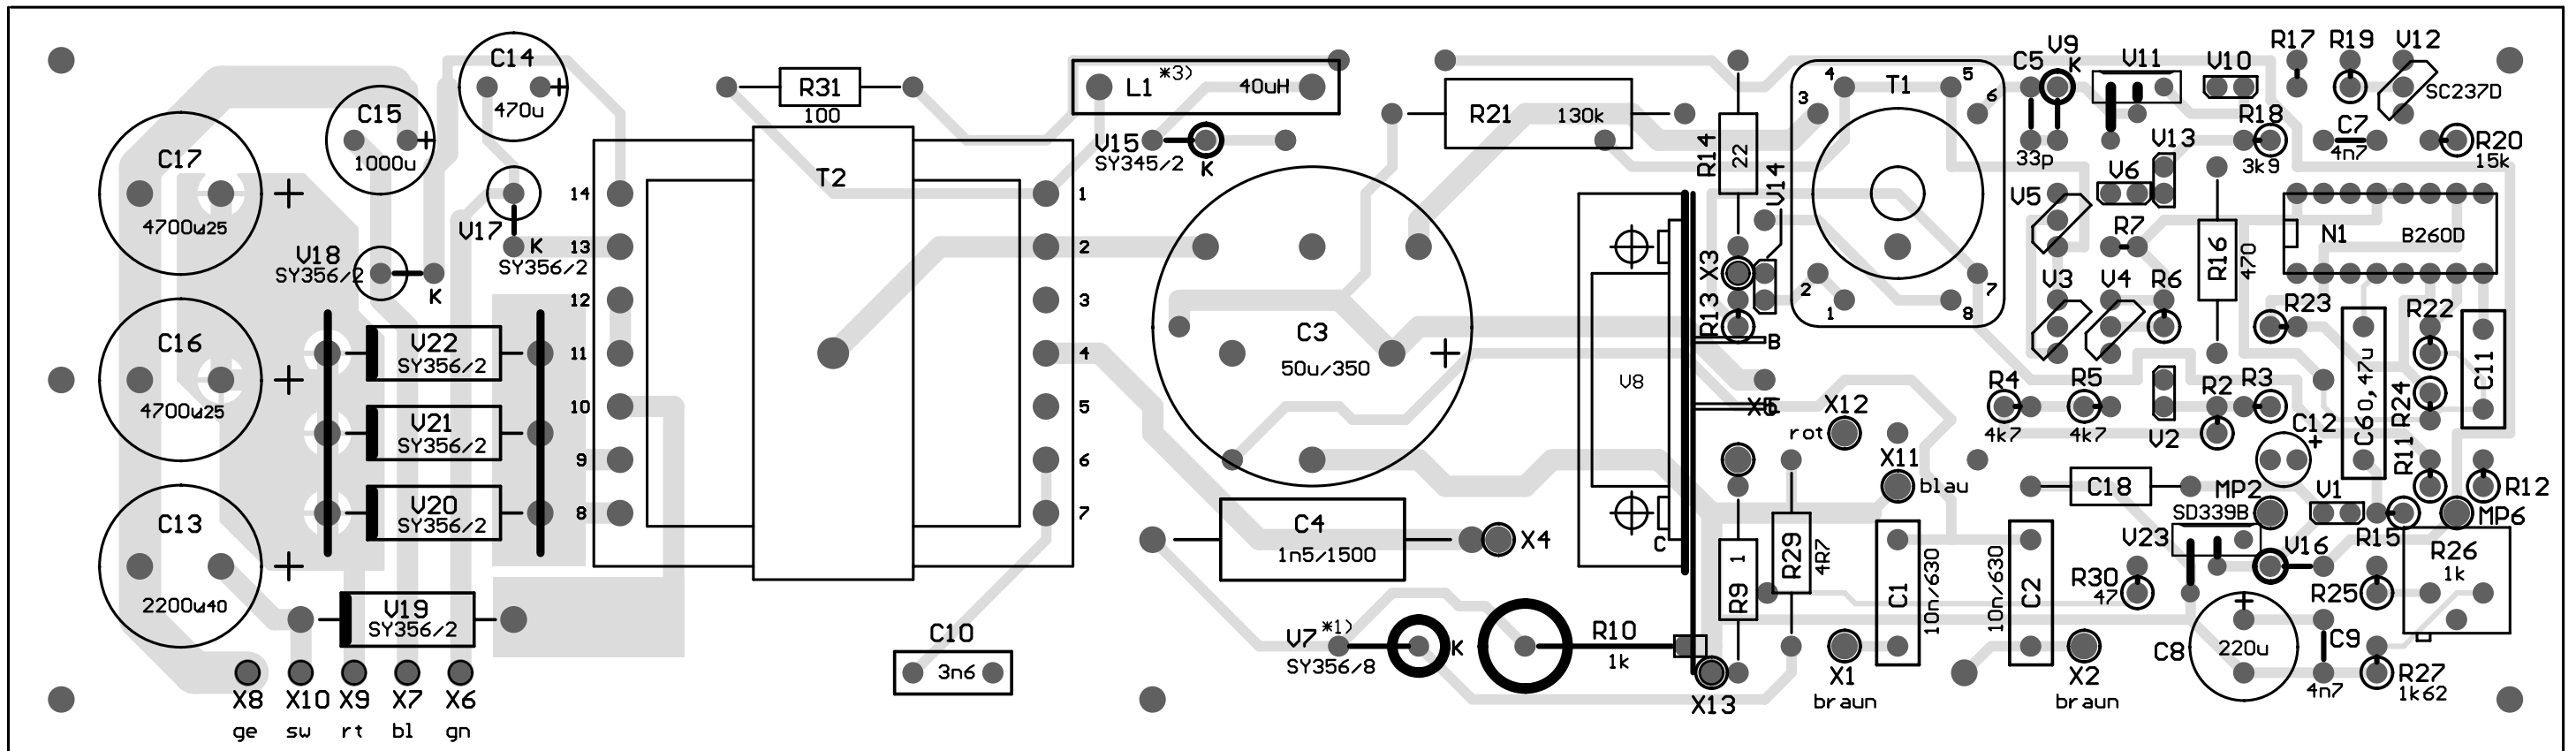 C14
470u
+
C15
1000u
+
C17
4700u25
+
V18
SY356/2
K
V17
K
SY356/2
C16
4700u25
+
V22
SY356/2
V21
SY356/2
V20
SY356/2
C13
2200u40
+
V19
SY356/2
X8
X10
X9
X7
X6
ge
sw
rt
bl
gn
R31
100
T2
14
13
12
11
10
9
8
1
2
3
4
5
6
7
C10
3n6
L1
*3)
40uH
V15
SY345/2
K
R21
130k
C3
50u/350
+
C4
1n5/1500
X4
V7
*1)
SY356/8
K
R10
1k
V8
B
C
R14
22
V14
X3
R13
T1
4
3
5
6
2
1
7
8
X12
rot
X11
blau
R9
1
R29
4R7
X13
C1
10n/630
X1
braun
C2
10n/630
X2
braun
C5
33p
V9
K
V11
V10
R17
R19
V12
SC237D
R18
3k9
C7
4n7
R20
15k
V13
V6
V5
R7
R16
470
N1
B260D
V3
V4
R6
R23
R22
C6
0,47u
C11
R4
4k7
R5
4k7
V2
R2
R3
C12
+
R24
R11
R12
C18
MP2
V1
MP6
SD339B
V23
V16
R15
R26
1k
R30
47
R25
+
C8
220u
C9
4n7
R27
1k62